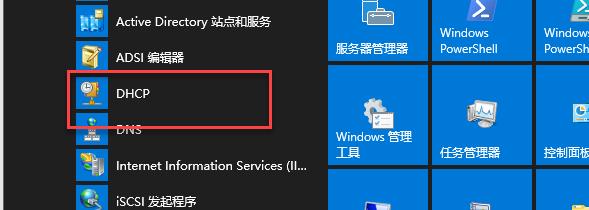 Active Directory 站点和服务
ADSI 编辑器
DHCP
DNS
Internet Information Services (II...
iSCSI 发起程序
服务器管理器
Windows
PowerShell
Windows
PowerShell
Windows 管理
工具
任务管理器
控制面板